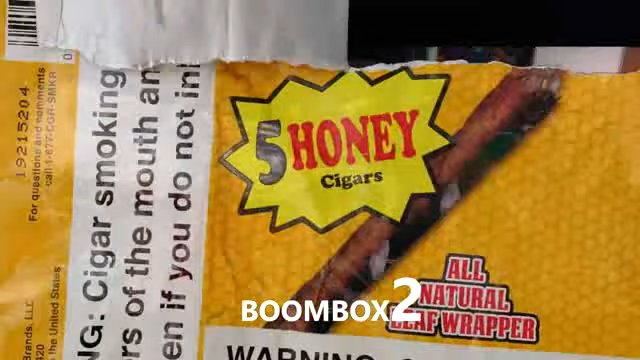 19215204
For questions and comments
call 1-877-CGR-SMKR
Brands, LLC
the United States
NG: Cigar smoking
rs of the mouth an
en if you do not in
5 HONEY
Cigars
ALL
NATURAL
LEAF WRAPPER
BOOMBOX2
WARNING: